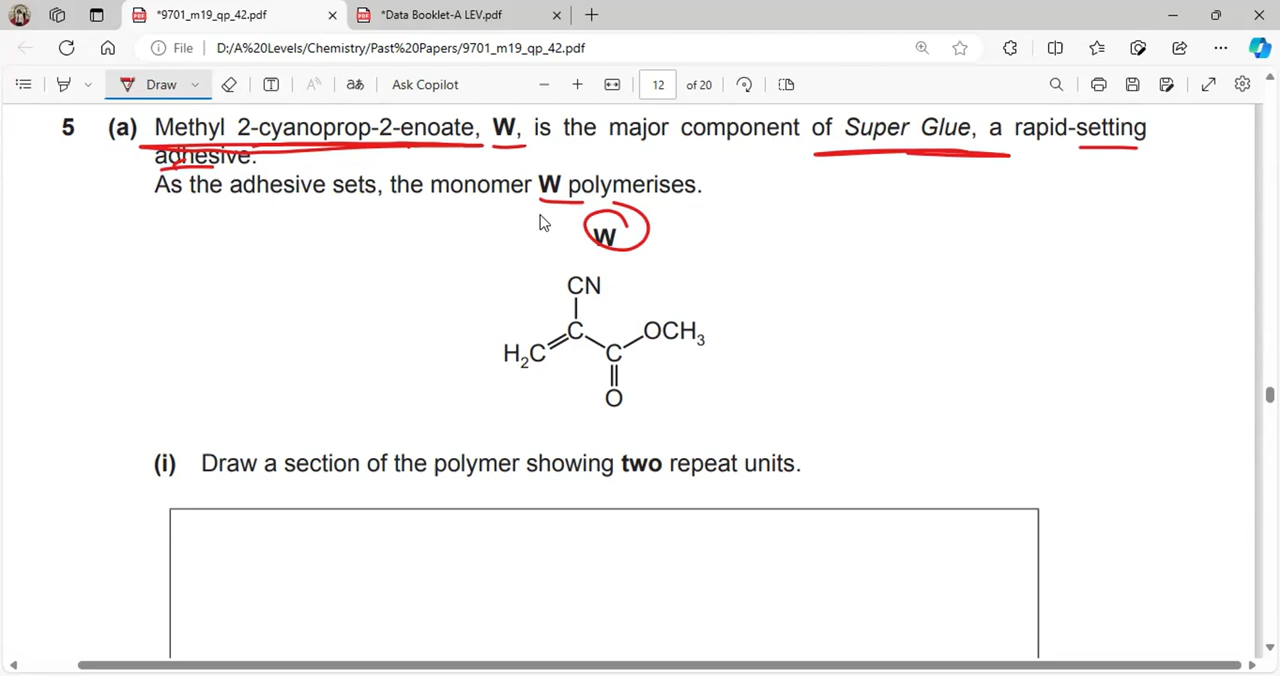 *9701_m19_qp_42.pdf
*Data Booklet-A LEV.pdf
File
D:/A%20Levels/Chemistry/Past%20Papers/9701_m19_qp_42.pdf
Draw
aあ
Ask Copilot
12
of 20
5 (a) Methyl 2-cyanoprop-2-enoate, W, is the major component of Super Glue, a rapid-setting
adhesive.
As the adhesive sets, the monomer W polymerises.
W
CN
C
OCH3
H2C
C
O
(i) Draw a section of the polymer showing two repeat units.